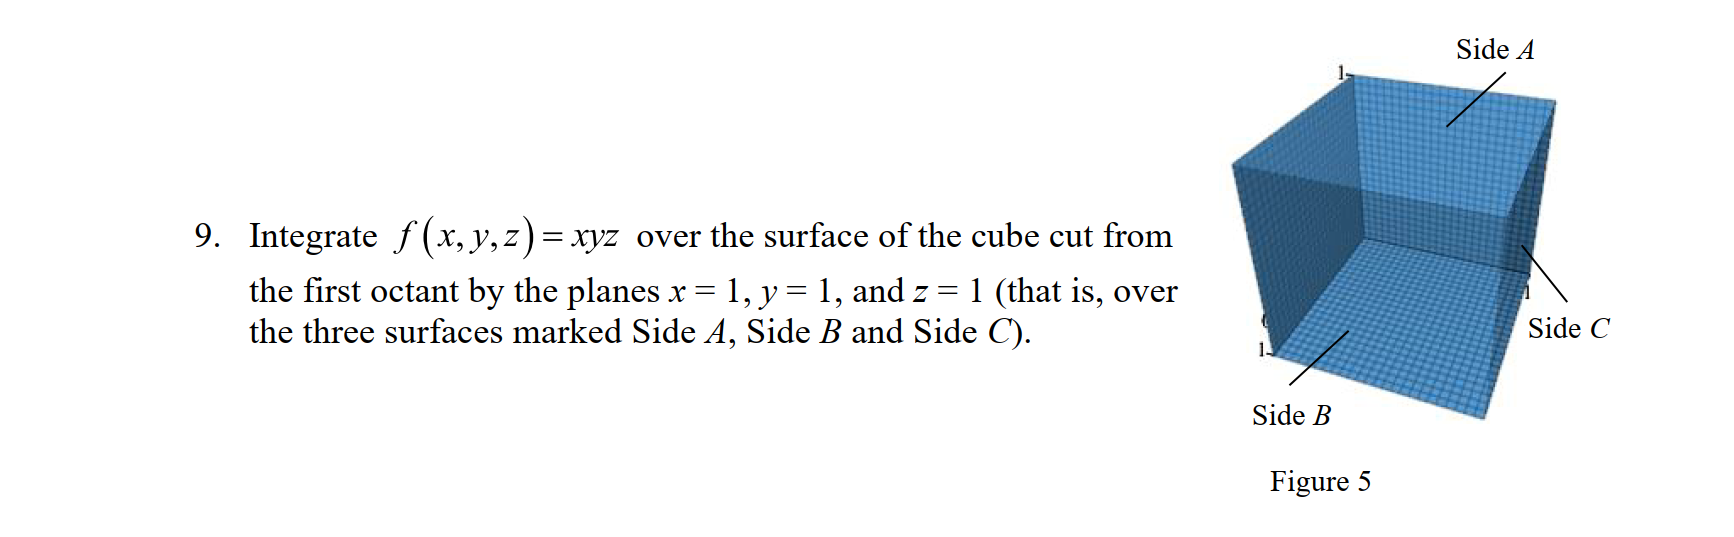 Side A
1
9. Integrate f(x, y, z) = xyz over the surface of the cube cut from
the first octant by the planes x = 1, y = 1, and z = 1 (that is, over
the three surfaces marked Side A, Side B and Side C).
1
Side C
1
Side B
Figure 5